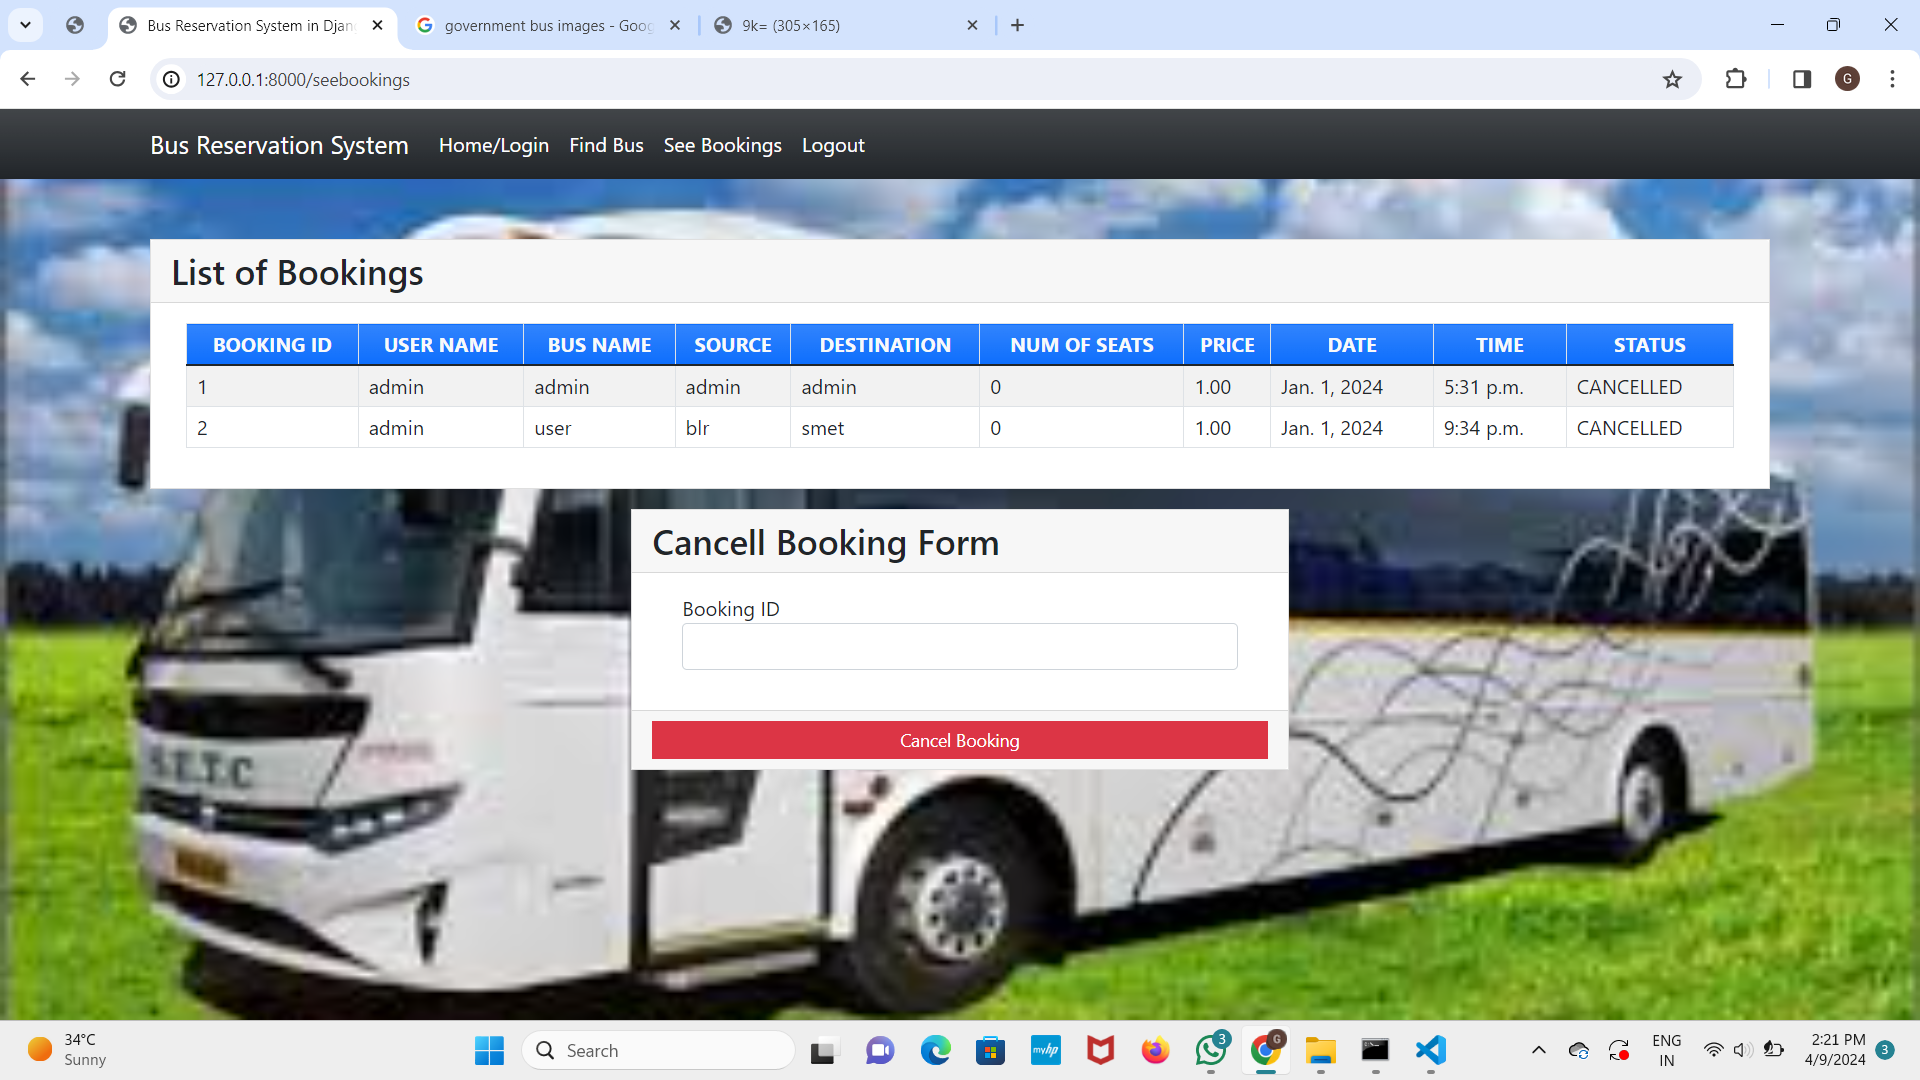 Bus Reservation System in Djan
government bus images - Goog
9k= (305×165)
127.0.0.1:8000/seebookings
G
Bus Reservation System Home/Login Find Bus See Bookings Logout
List of Bookings
BOOKING ID USER NAME BUS NAME SOURCE DESTINATION NUM OF SEATS PRICE DATE TIME STATUS
1 admin admin admin admin 0 1.00 Jan. 1, 2024 5:31 p.m. CANCELLED
2 admin user blr smet 0 1.00 Jan. 1, 2024 9:34 p.m. CANCELLED
Cancell Booking Form
Booking ID
Cancel Booking
S.E.T.C
34°C
Sunny
Search
myhp
3
G
ENG
IN
2:21 PM
4/9/2024
3